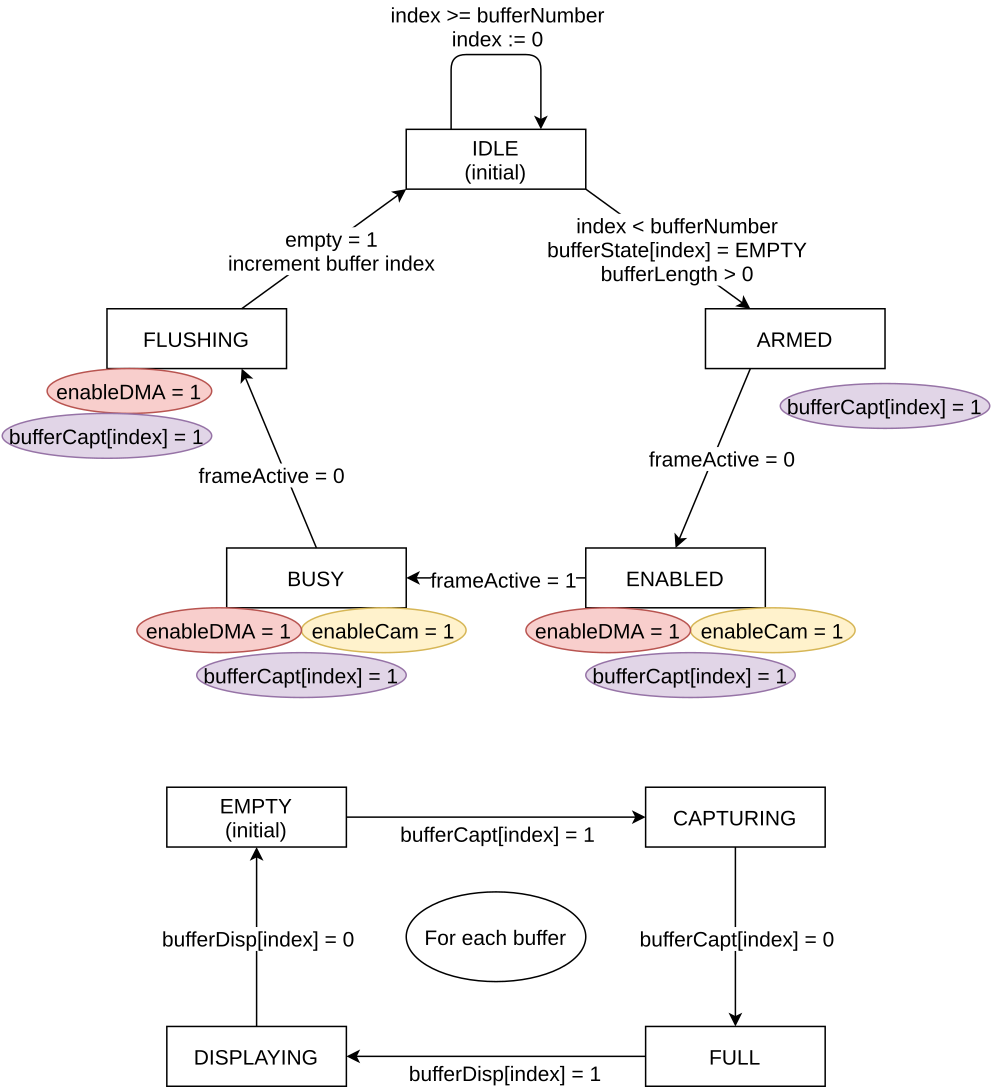 index >= bufferNumber
index := 0
IDLE
(initial)
index < bufferNumber
bufferState[index] = EMPTY
bufferLength > 0
empty = 1
increment buffer index
FLUSHING
ARMED
enableDMA = 1
bufferCapt[index] = 1
bufferCapt[index] = 1
frameActive = 0
frameActive = 0
BUSY
frameActive = 1
ENABLED
enableDMA = 1
enableCam = 1
enableDMA = 1
enableCam = 1
bufferCapt[index] = 1
bufferCapt[index] = 1
EMPTY
(initial)
bufferCapt[index] = 1
CAPTURING
bufferDisp[index] = 0
For each buffer
bufferCapt[index] = 0
DISPLAYING
bufferDisp[index] = 1
FULL